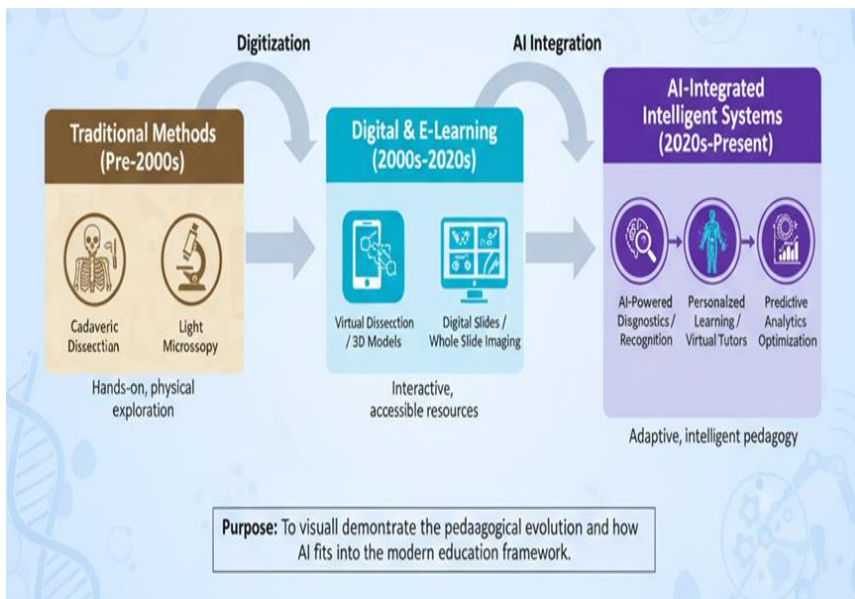 Digitization
AI Integration
Traditional Methods
(Pre-2000s)
Cadaveric
Dissecctian
Light
Microssopy
Hands-on, physical
exploration
Digital & E-Learning
(2000s-2020s)
Virtual Dissection
/ 3D Models
Digital Slides /
Whole Slide Imaging
Interactive,
accessible resources
AI-Integrated
Intelligent Systems
(2020s-Present)
AI-Powered
Disgnostics /
Recognition
Personalized
Learning /
Virtual Tutors
Predictive
Analytics
Optimization
Adaptive, intelligent pedagogy
Purpose: To visuall demontrate the pedaagogical evolution and how
AI fits into the modern education framework.